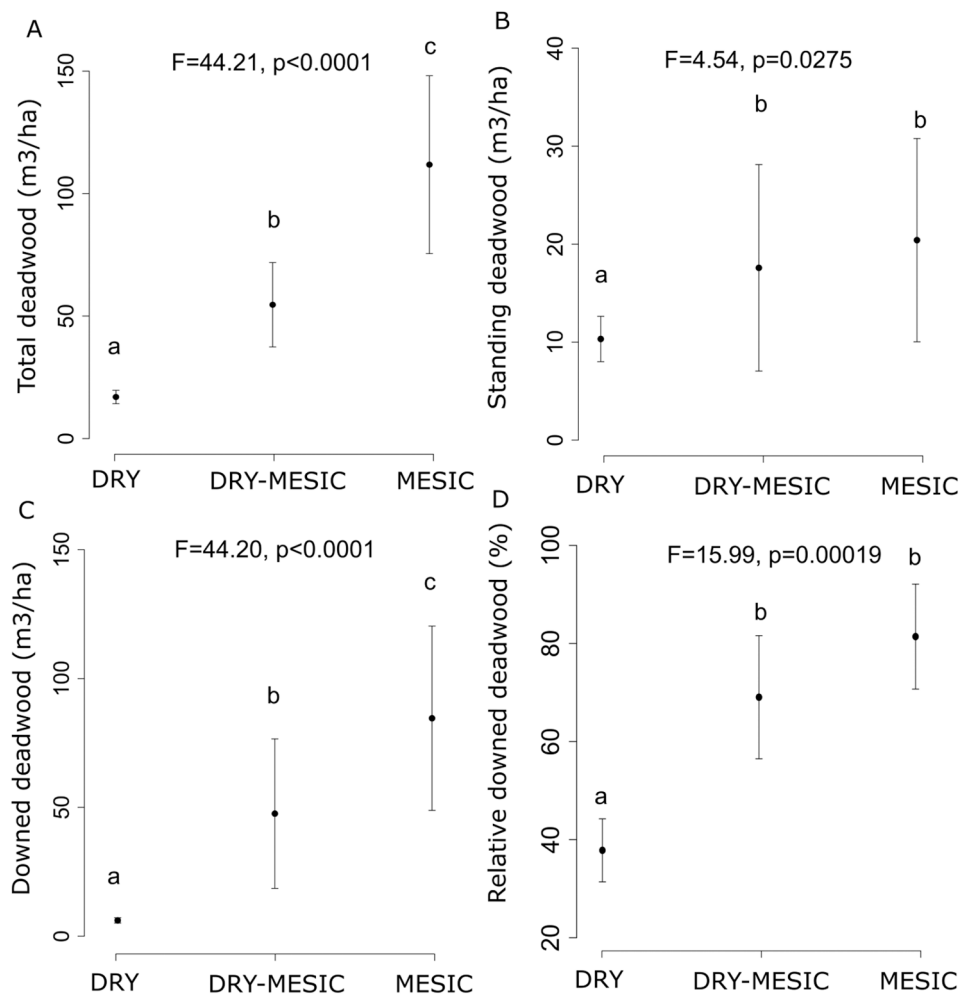 A
F=44.21, p<0.0001
Total deadwood (m3/ha)
150
100
50
0
a
b
c
DRY
DRY-MESIC
MESIC
B
F=4.54, p=0.0275
Standing deadwood (m3/ha)
40
30
20
10
0
a
b
b
DRY
DRY-MESIC
MESIC
C
F=44.20, p<0.0001
Downed deadwood (m3/ha)
150
100
50
0
a
b
c
DRY
DRY-MESIC
MESIC
D
F=15.99, p=0.00019
Relative downed deadwood (%)
100
80
60
40
20
a
b
b
DRY
DRY-MESIC
MESIC